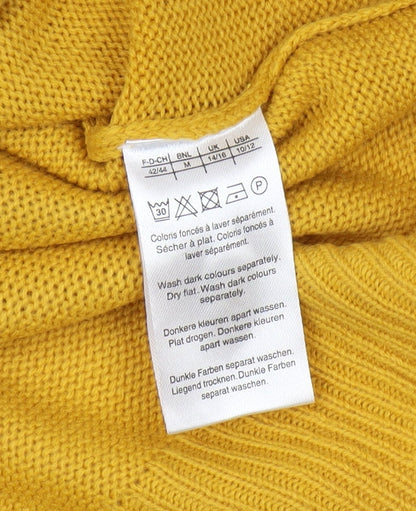 F-D-CH BNL UK USA
42/44 M 14/16 10/12
30 P
Coloris foncés à laver séparément.
Sécher à plat. Coloris foncés à
laver séparément.
Wash dark colours separately.
Dry flat. Wash dark colours
separately.
Donkere kleuren apart wassen.
Plat drogen. Donkere kleuren
apart wassen.
Dunkle Farben separat waschen.
Liegend trocknen. Dunkle Farben
separat waschen.